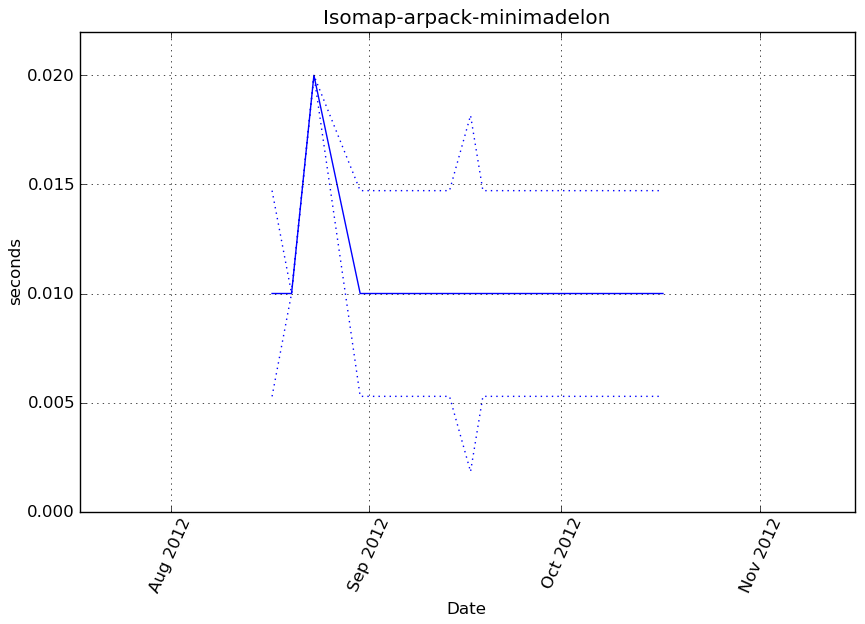 Isomap-arpack-minimadelon
0.020
0.015
0.010
0.005
0.000
seconds
Aug 2012
Sep 2012
Oct 2012
Nov 2012
Date